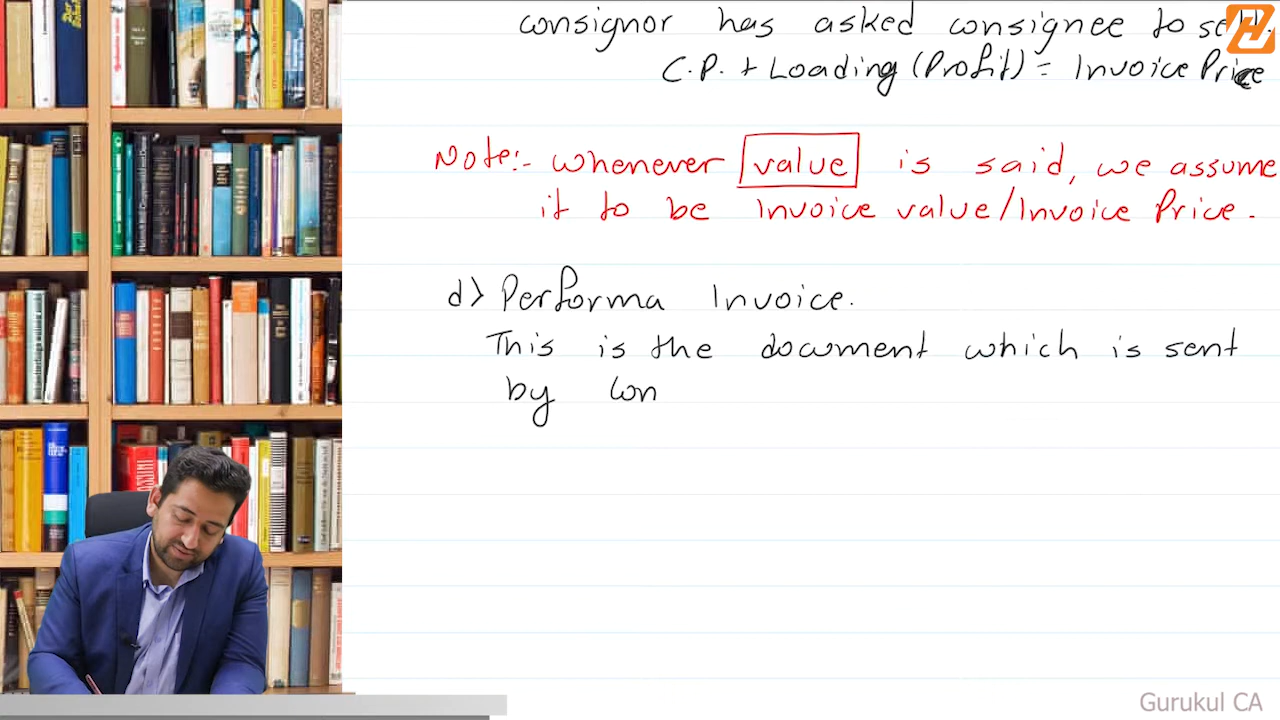 consignor has asked consignee to sell.
C.P. + Loading (Profit) = Invoice Price
Note:- Whenever value is said, we assume
it to be Invoice value/Invoice Price.
d) Performa Invoice.
This is the document which is sent
by con
Gurukul CA